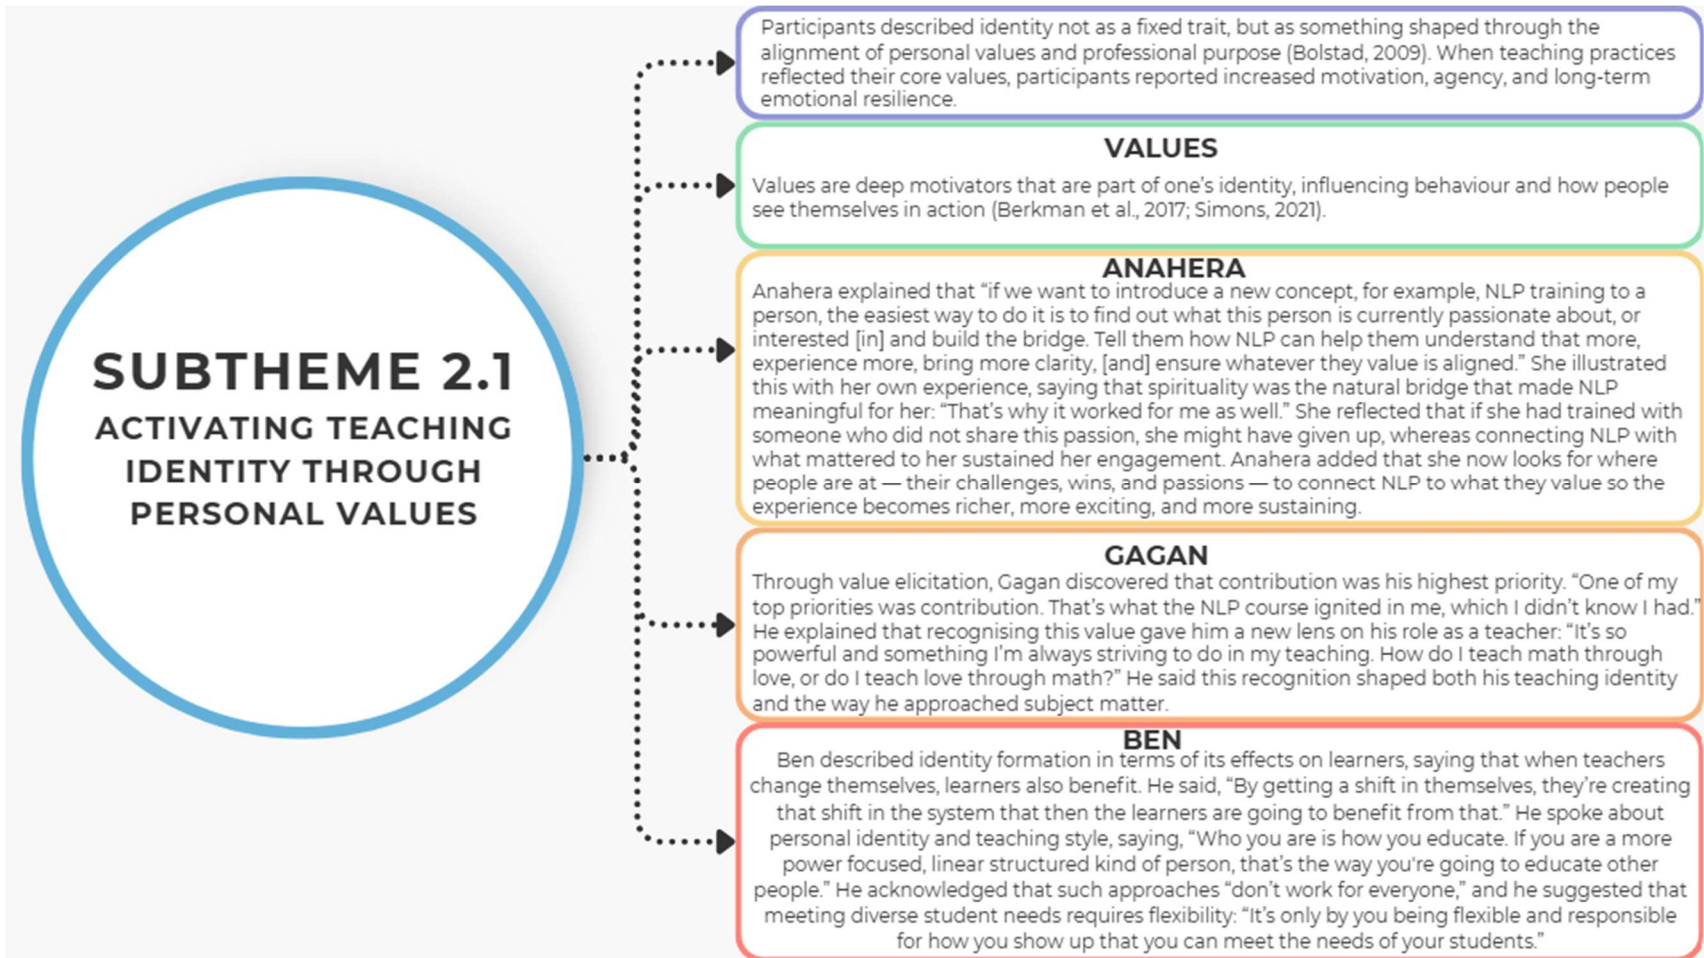 SUBTHEME 2.1
ACTIVATING TEACHING
IDENTITY THROUGH
PERSONAL VALUES
Participants described identity not as a fixed trait, but as something shaped through the
alignment of personal values and professional purpose (Bolstad, 2009). When teaching practices
reflected their core values, participants reported increased motivation, agency, and long-term
emotional resilience.
VALUES
Values are deep motivators that are part of one’s identity, influencing behaviour and how people
see themselves in action (Berkman et al., 2017; Simons, 2021).
ANAHERA
Anahera explained that “if we want to introduce a new concept, for example, NLP training to a
person, the easiest way to do it is to find out what this person is currently passionate about, or
interested [in] and build the bridge. Tell them how NLP can help them understand that more,
experience more, bring more clarity, [and] ensure whatever they value is aligned.” She illustrated
this with her own experience, saying that spirituality was the natural bridge that made NLP
meaningful for her: “That’s why it worked for me as well.” She reflected that if she had trained with
someone who did not share this passion, she might have given up, whereas connecting NLP with
what mattered to her sustained her engagement. Anahera added that she now looks for where
people are at — their challenges, wins, and passions — to connect NLP to what they value so the
experience becomes richer, more exciting, and more sustaining.
GAGAN
Through value elicitation, Gagan discovered that contribution was his highest priority. “One of my
top priorities was contribution. That’s what the NLP course ignited in me, which I didn’t know I had.”
He explained that recognising this value gave him a new lens on his role as a teacher: “It’s so
powerful and something I’m always striving to do in my teaching. How do I teach math through
love, or do I teach love through math?” He said this recognition shaped both his teaching identity
and the way he approached subject matter.
BEN
Ben described identity formation in terms of its effects on learners, saying that when teachers
change themselves, learners also benefit. He said, “By getting a shift in themselves, they’re creating
that shift in the system that then the learners are going to benefit from that.” He spoke about
personal identity and teaching style, saying, “Who you are is how you educate. If you are a more
power focused, linear structured kind of person, that’s the way you're going to educate other
people.” He acknowledged that such approaches “don’t work for everyone,” and he suggested that
meeting diverse student needs requires flexibility: “It’s only by you being flexible and responsible
for how you show up that you can meet the needs of your students.”